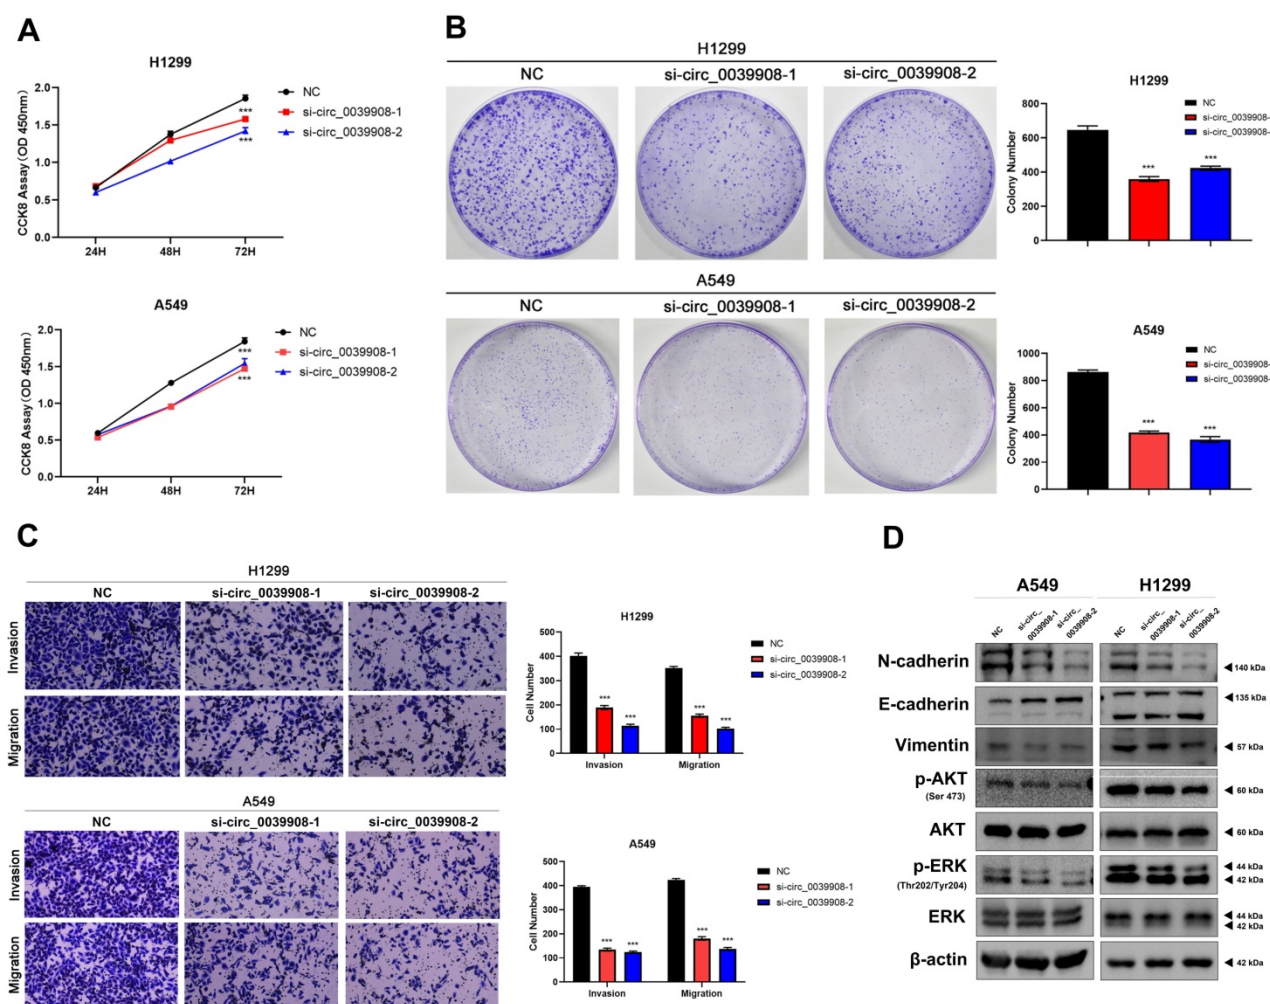 A
H1299
CCK8 Assay(OD 450nm)
2.0
1.5
1.0
0.5
0.0
24H
48H
72H
***
***
NC
si-circ_0039908-1
si-circ_0039908-2
A549
CCK8 Assay(OD 450nm)
2.0
1.5
1.0
0.5
0.0
24H
48H
72H
***
***
NC
si-circ_0039908-1
si-circ_0039908-2
B
H1299
NC
si-circ_0039908-1
si-circ_0039908-2
H1299
Colony Number
800
600
400
200
0
***
***
NC
si-circ_0039908-
si-circ_0039908-
A549
NC
si-circ_0039908-1
si-circ_0039908-2
A549
Colony Number
1000
800
600
400
200
0
***
***
NC
si-circ_0039908-
si-circ_0039908-
C
H1299
NC
si-circ_0039908-1
si-circ_0039908-2
Invasion
Migration
H1299
Cell Number
500
400
300
200
100
0
***
***
***
***
Invasion
Migration
NC
si-circ_0039908-1
si-circ_0039908-2
A549
NC
si-circ_0039908-1
si-circ_0039908-2
Invasion
Migration
A549
Cell Number
500
400
300
200
100
0
***
***
***
***
Invasion
Migration
NC
si-circ_0039908-1
si-circ_0039908-2
D
A549
H1299
NC
si-circ_
0039908-1
si-circ_
0039908-2
NC
si-circ_
0039908-1
si-circ_
0039908-2
N-cadherin
140 kDa
E-cadherin
135 kDa
Vimentin
57 kDa
p-AKT
(Ser 473)
60 kDa
AKT
60 kDa
p-ERK
(Thr202/Tyr204)
44 kDa
42 kDa
ERK
44 kDa
42 kDa
β-actin
42 kDa